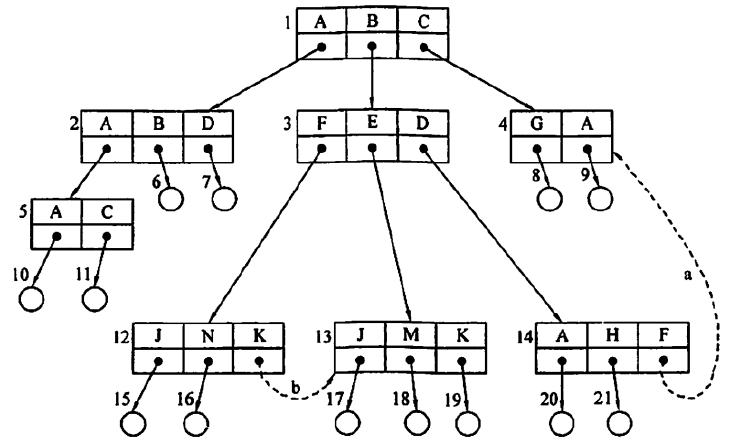 1 A B C
2 A B D 3 F E D 4 G A
6 7 8 9
5 A C
a
10 11
12 J N K 13 J M K 14 A H F
b
15 16 17 18 19 20 21